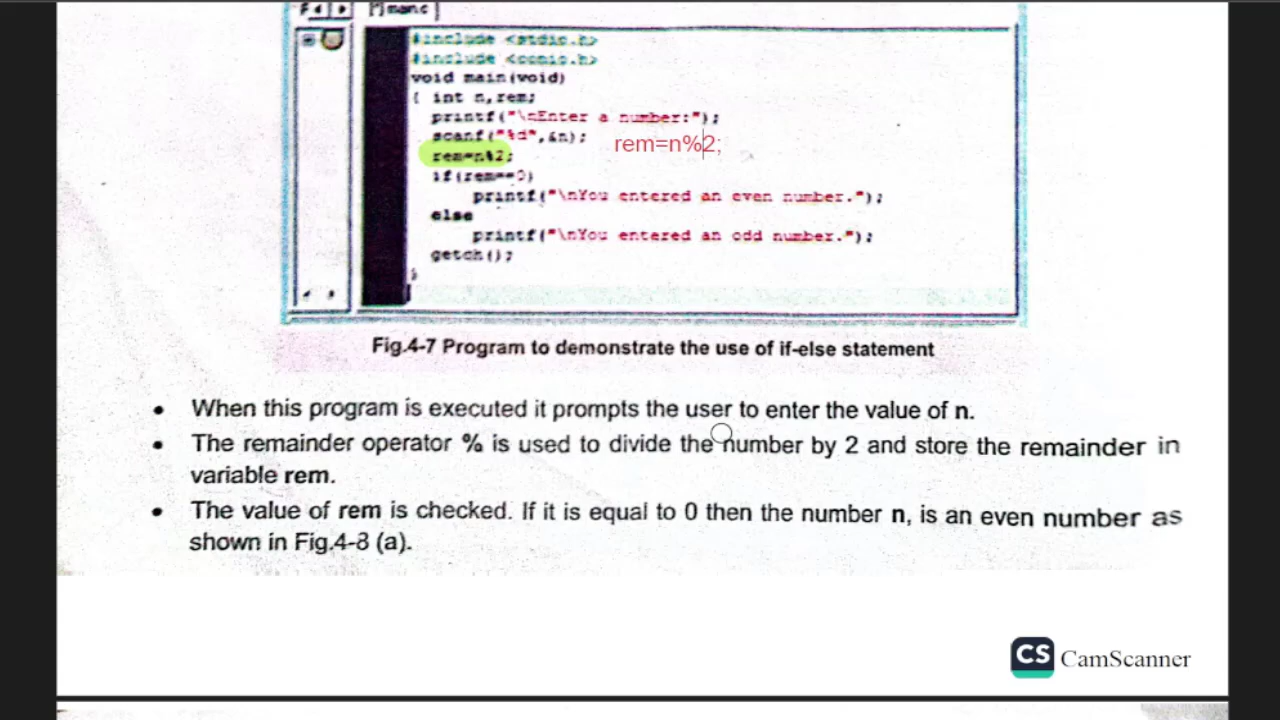 main.c
#include <stdio.h>
#include <conio.h>
void main(void)
{ int n,rem;
printf("\nEnter a number:");
scanf("%d",&n);
rem=n%2;
rem=n%2;
if(rem==0)
printf("\nYou entered an even number.");
else
printf("\nYou entered an odd number.");
getch();
}
Fig.4-7 Program to demonstrate the use of if-else statement
• When this program is executed it prompts the user to enter the value of n.
• The remainder operator % is used to divide the number by 2 and store the remainder in
variable rem.
• The value of rem is checked. If it is equal to 0 then the number n, is an even number as
shown in Fig.4-8 (a).
CS CamScanner